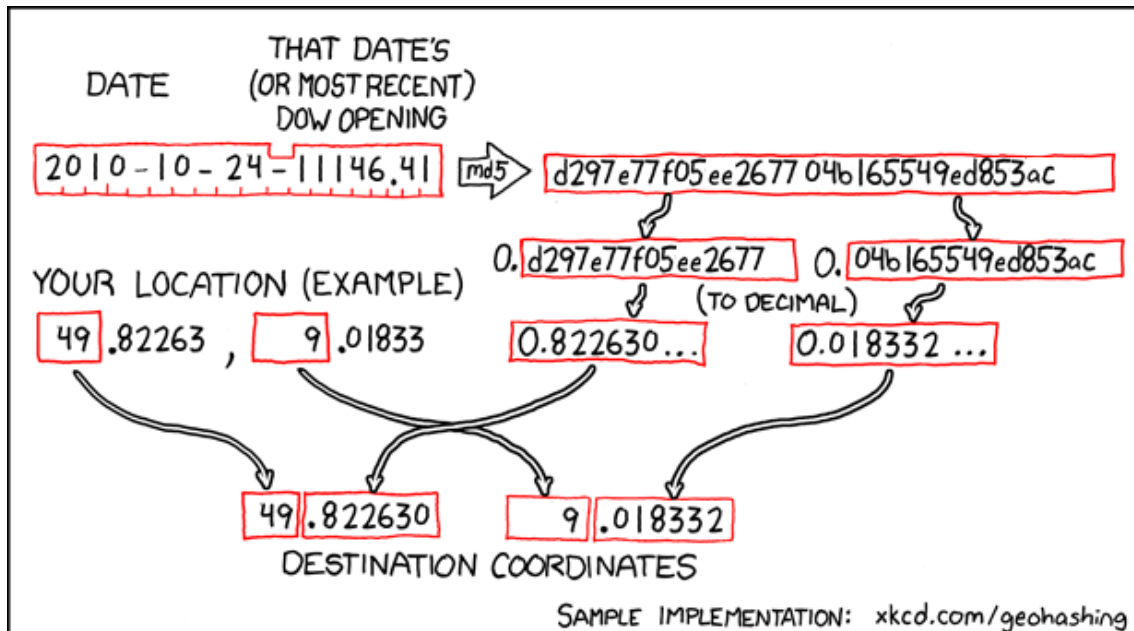 DATE
THAT DATE'S
(OR MOST RECENT)
DOW OPENING
2010-10-24-11146.41
md5
d297e77f05ee2677 04b165549ed853ac
0. d297e77f05ee2677
0. 04b165549ed853ac
(TO DECIMAL)
YOUR LOCATION (EXAMPLE)
49.82263, 9.01833
0.822630...
0.018332...
49.822630
9.018332
DESTINATION COORDINATES
SAMPLE IMPLEMENTATION: xkcd.com/geohashing